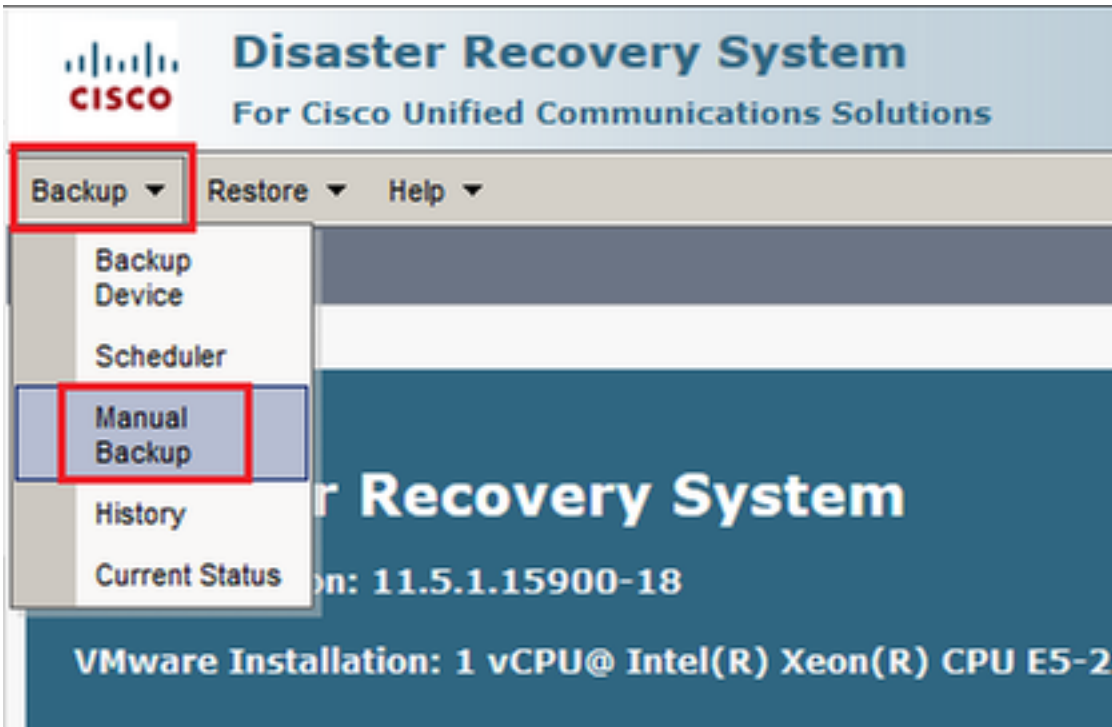 CISCO
Disaster Recovery System
For Cisco Unified Communications Solutions
Backup Restore Help
Backup
Device
Scheduler
Manual
Backup
History
Current Status
r Recovery System
on: 11.5.1.15900-18
VMware Installation: 1 vCPU@ Intel(R) Xeon(R) CPU E5-2